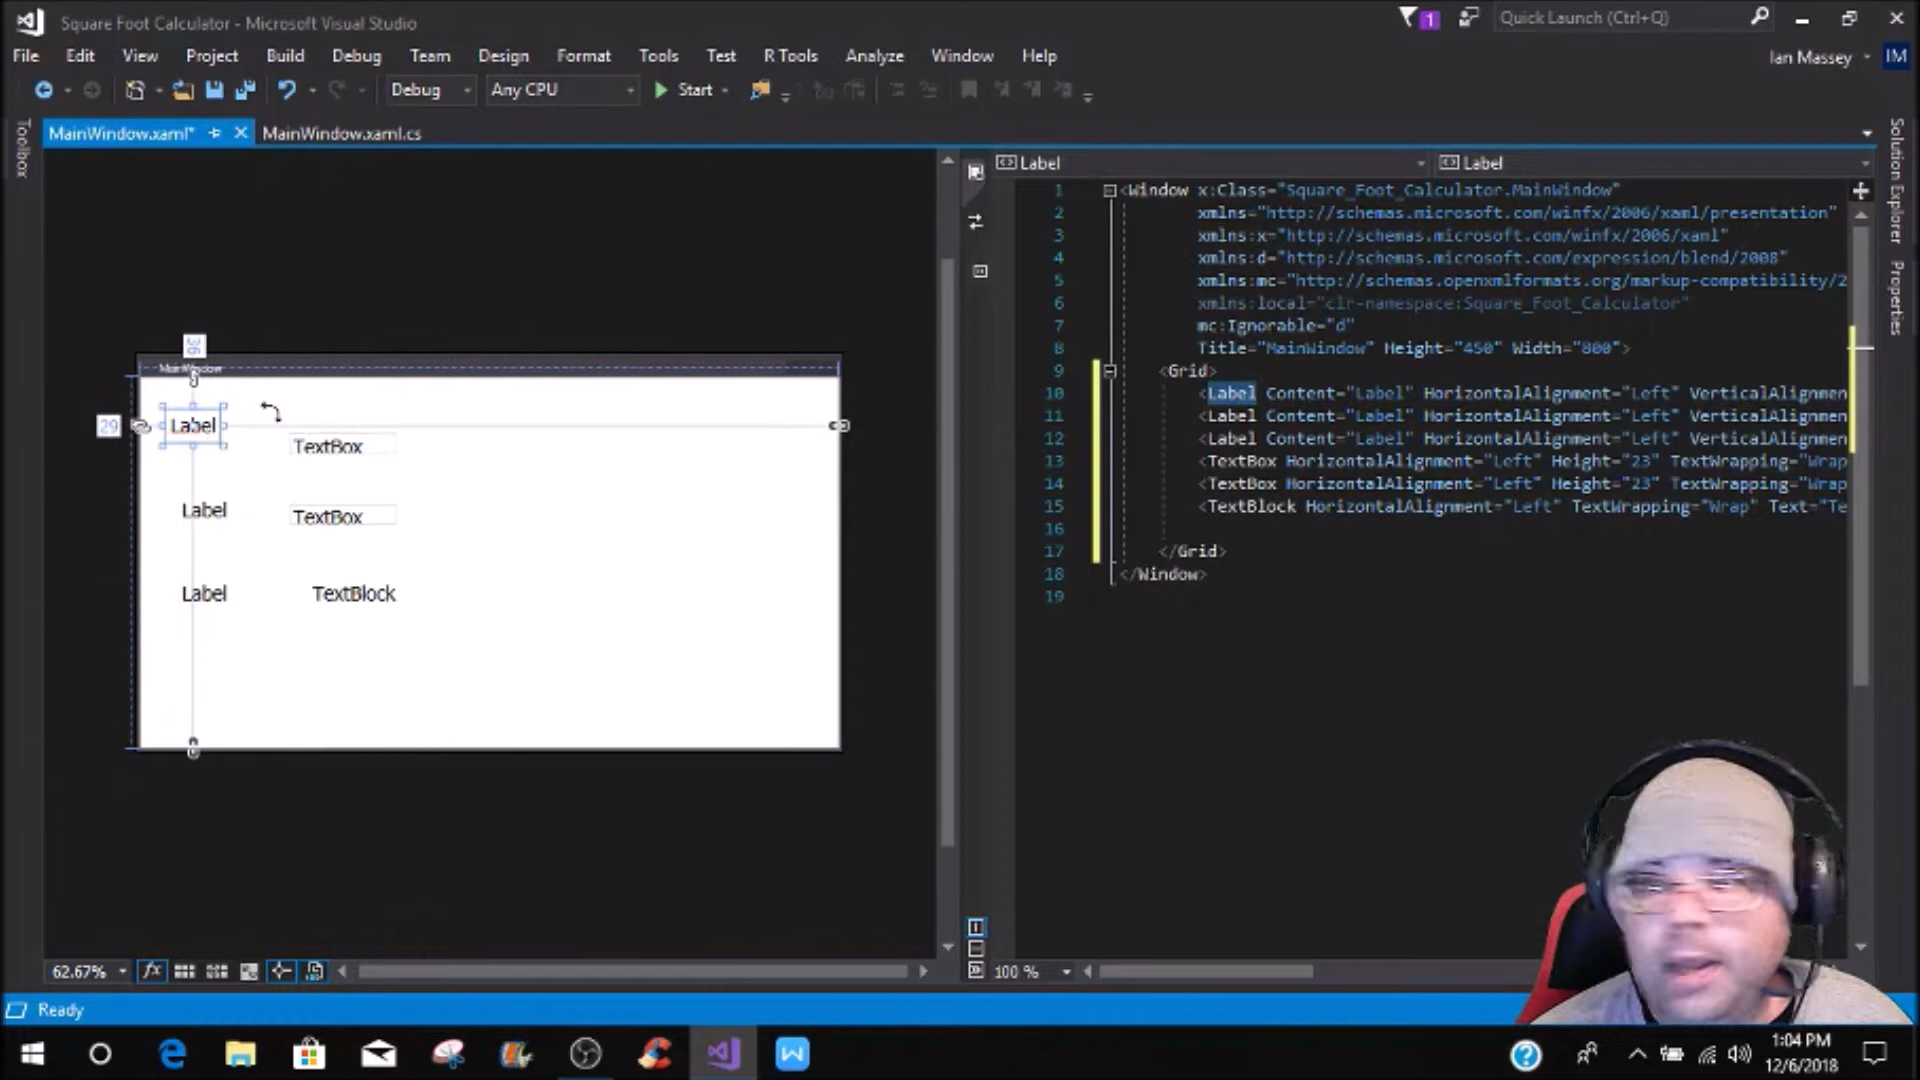 Square Foot Calculator - Microsoft Visual Studio
1
Quick Launch (Ctrl+Q)
File Edit View Project Build Debug Team Design Format Tools Test R Tools Analyze Window Help
Ian Massey
IM
Debug
Any CPU
Start
MainWindow.xaml*
MainWindow.xaml.cs
Toolbox
Solution Explorer
Properties
Label
Label
36
MainWindow
29
Label
TextBox
Label
TextBox
Label
TextBlock
1 <Window x:Class="Square_Foot_Calculator.MainWindow"
2 xmlns="http://schemas.microsoft.com/winfx/2006/xaml/presentation"
3 xmlns:x="http://schemas.microsoft.com/winfx/2006/xaml"
4 xmlns:d="http://schemas.microsoft.com/expression/blend/2008"
5 xmlns:mc="http://schemas.openxmlformats.org/markup-compatibility/2
6 xmlns:local="clr-namespace:Square_Foot_Calculator"
7 mc:Ignorable="d"
8 Title="MainWindow" Height="450" Width="800">
9 <Grid>
10 <Label Content="Label" HorizontalAlignment="Left" VerticalAlignmen
11 <Label Content="Label" HorizontalAlignment="Left" VerticalAlignmen
12 <Label Content="Label" HorizontalAlignment="Left" VerticalAlignmen
13 <TextBox HorizontalAlignment="Left" Height="23" TextWrapping="Wrap
14 <TextBox HorizontalAlignment="Left" Height="23" TextWrapping="Wrap
15 <TextBlock HorizontalAlignment="Left" TextWrapping="Wrap" Text="Te
16
17 </Grid>
18 </Window>
19
62.67%
fx
100 %
Ready
1:04 PM
12/6/2018